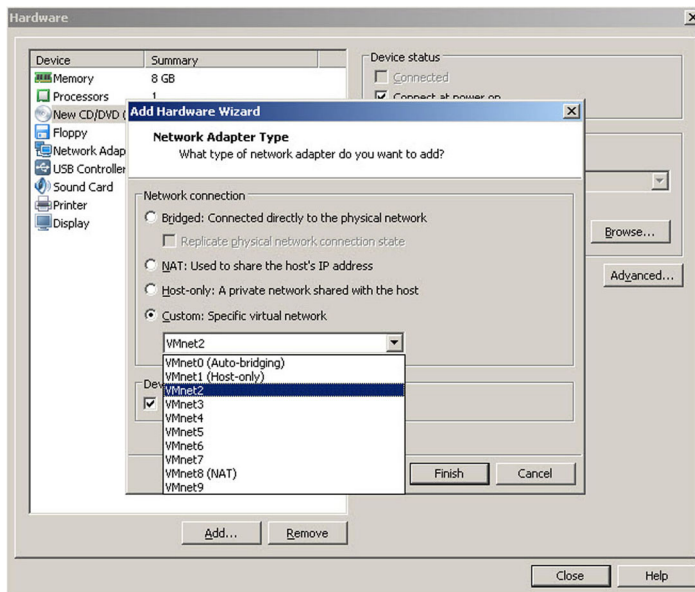 Hardware
Device Summary
Memory 8 GB
Processors 1
New CD/DVD (
Floppy
Network Adap
USB Controller
Sound Card
Printer
Display
Add... Remove
Device status
Connected
Connect at power on
Browse...
Advanced...
Add Hardware Wizard
Network Adapter Type
What type of network adapter do you want to add?
Network connection
Bridged: Connected directly to the physical network
Replicate physical network connection state
NAT: Used to share the host's IP address
Host-only: A private network shared with the host
Custom: Specific virtual network
VMnet2
VMnet0 (Auto-bridging)
VMnet1 (Host-only)
VMnet2
VMnet3
VMnet4
VMnet5
VMnet6
VMnet7
VMnet8 (NAT)
VMnet9
Dev
Finish Cancel
Close Help